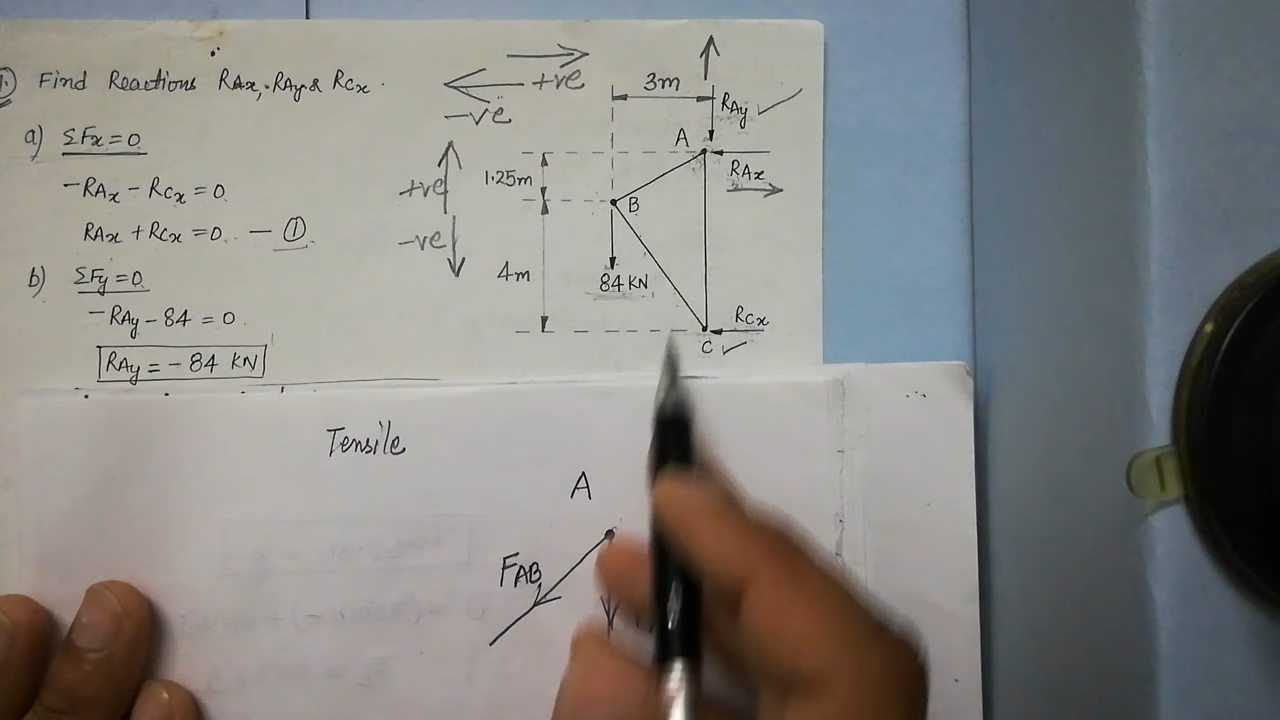 1. Find Reactions RAx, RAy & RCx.
a) ΣFx = 0
-RAx - RCx = 0
RAx + RCx = 0. — ①
b) ΣFy = 0
-RAy - 84 = 0
RAy = - 84 KN
+ve
-ve
+ve
-ve
3m
RAy
A
RAx
1.25m
B
4m
84 KN
RCx
C
Tensile
A
FAB